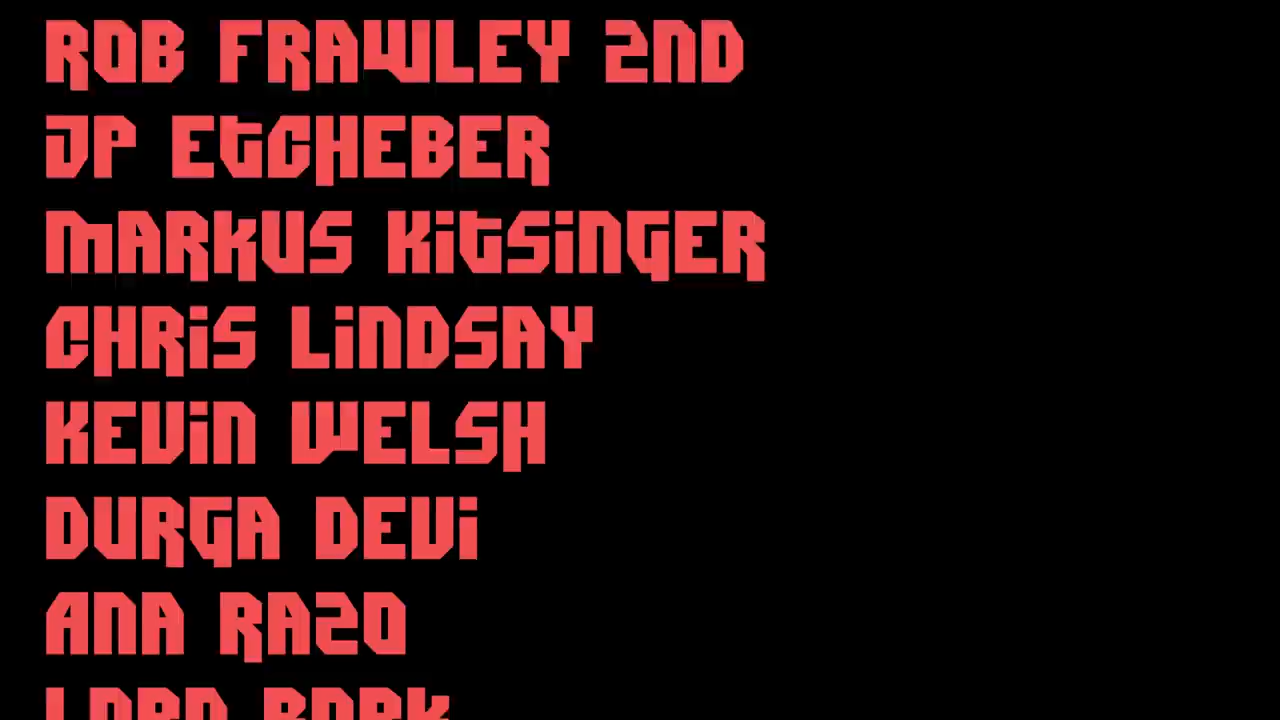 ROB FRAWLEY 2ND
JP ETCHEBER
MARKUS KITSINGER
CHRIS LINDSAY
KEVIN WELSH
DURGA DEVI
ANA RAZO